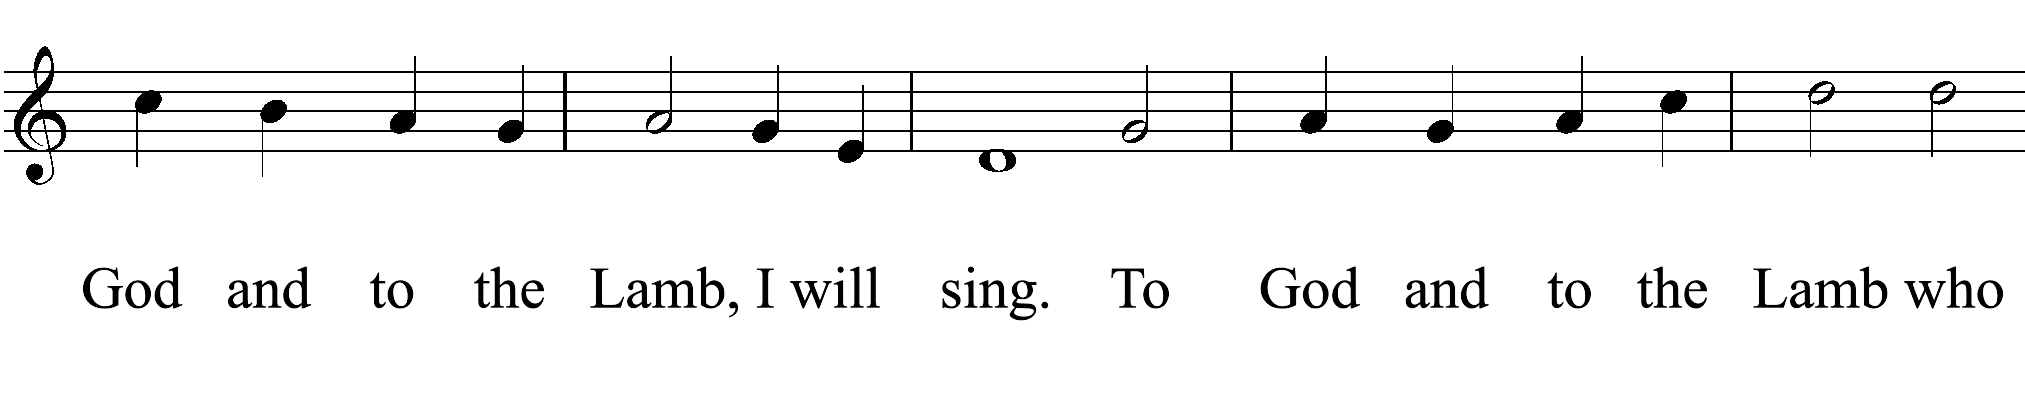 God and to the Lamb, I will sing. To God and to the Lamb who